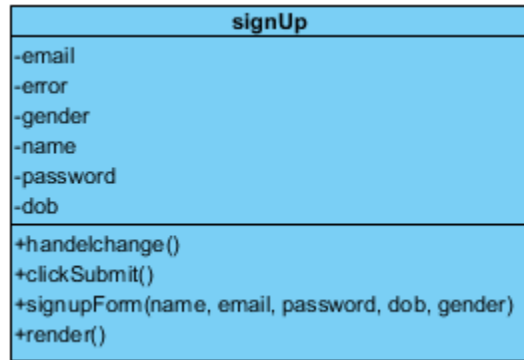 signUp
-email
-error
-gender
-name
-password
-dob
+handelchange()
+clickSubmit()
+signupForm(name, email, password, dob, gender)
+render()